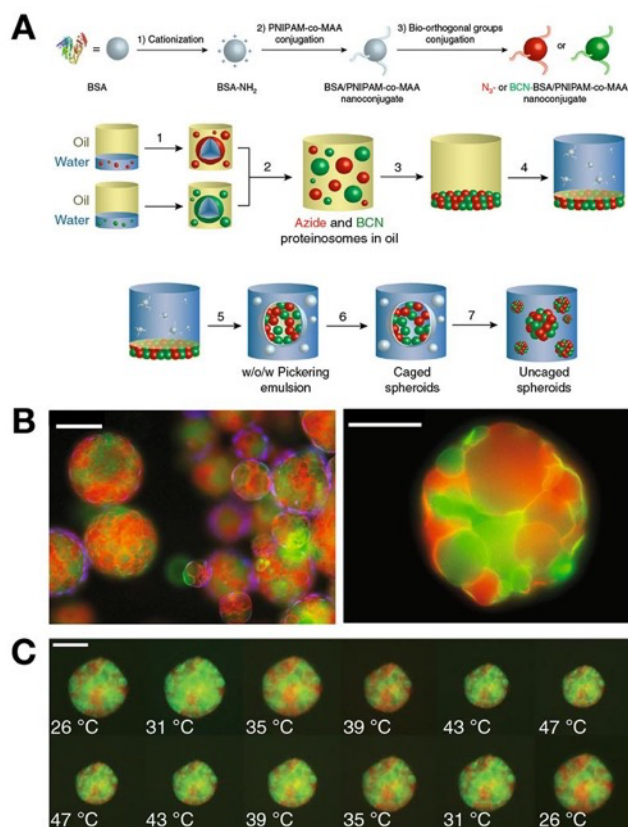 A
1) Cationization
2) PNIPAM-co-MAA
conjugation
3) Bio-orthogonal groups
conjugation
=
or
BSA
BSA-NH2
BSA/PNIPAM-co-MAA
nanoconjugate
N3- or BCN-BSA/PNIPAM-co-MAA
nanoconjugate
Oil
Water
1
2
3
4
Oil
Water
Azide and BCN
proteinosomes in oil
5
6
7
w/o/w Pickering
emulsion
Caged
spheroids
Uncaged
spheroids
B
C
26 °C 31 °C 35 °C 39 °C 43 °C 47 °C
47 °C 43 °C 39 °C 35 °C 31 °C 26 °C